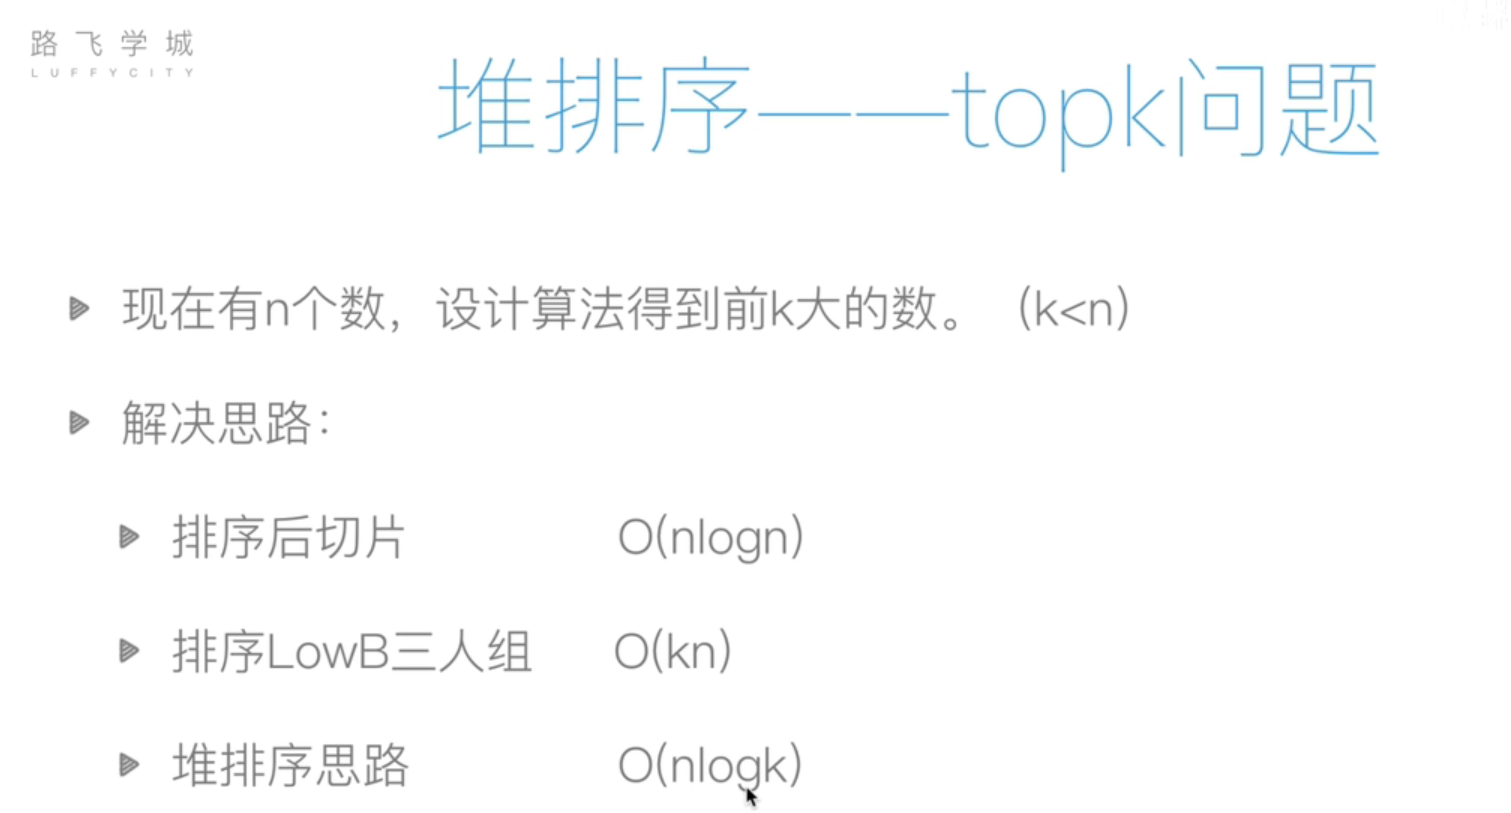 路飞学城
LUFFYCITY
堆排序——topk问题
现在有n个数，设计算法得到前k大的数。（k<n）
解决思路：
排序后切片 O(nlogn)
排序LowB三人组 O(kn)
堆排序思路 O(nlogk)